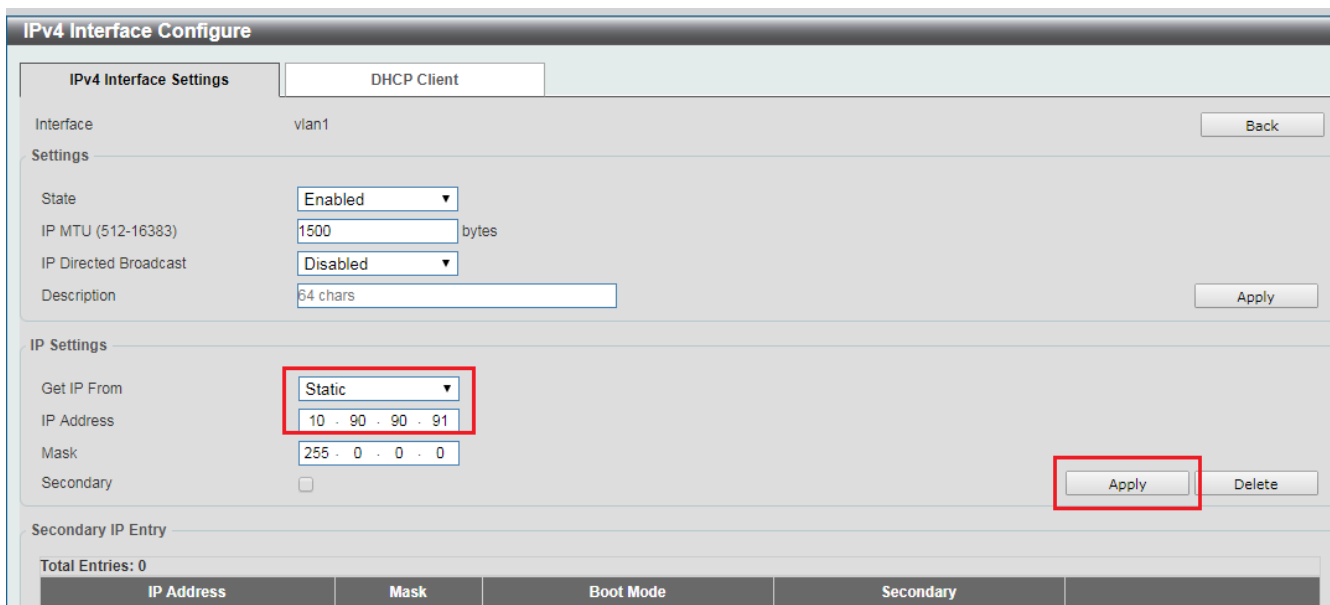 IPv4 Interface Configure
IPv4 Interface Settings DHCP Client
Interface vlan1 Back
Settings
State Enabled
IP MTU (512-16383) 1500 bytes
IP Directed Broadcast Disabled
Description 64 chars Apply
IP Settings
Get IP From Static
IP Address 10 . 90 . 90 . 91
Mask 255 . 0 . 0 . 0
Secondary Apply Delete
Secondary IP Entry
Total Entries: 0
IP Address Mask Boot Mode Secondary